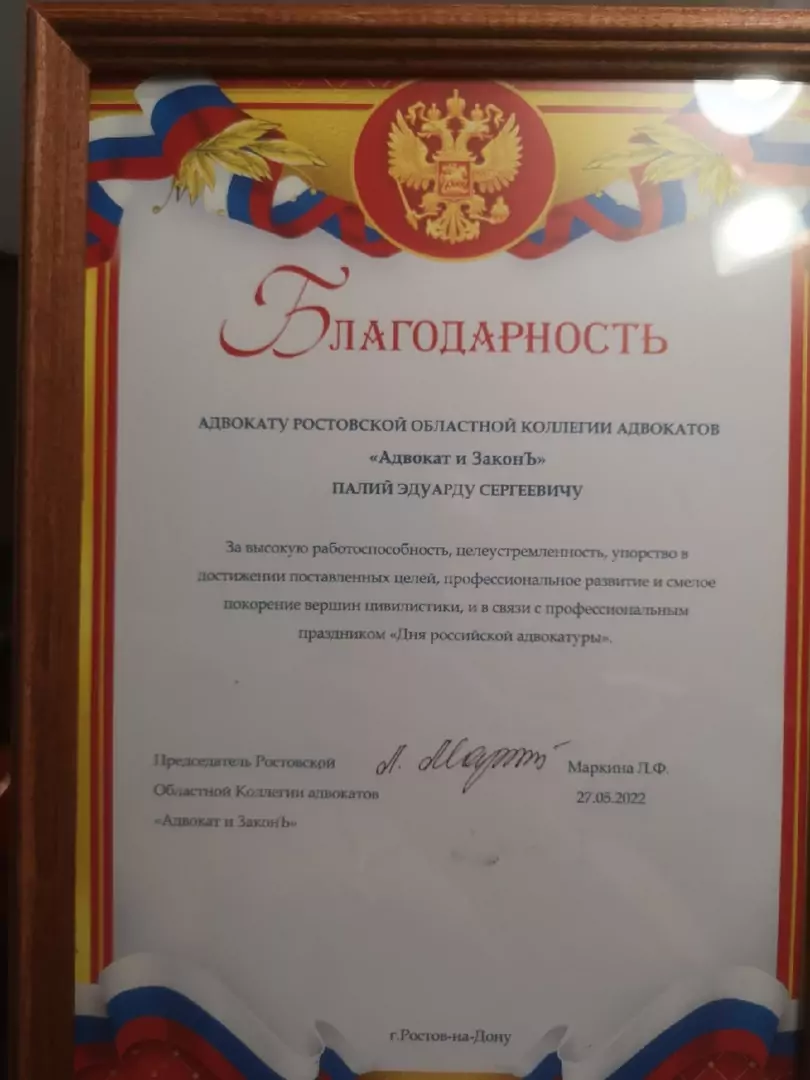 Благодарность
АДВОКАТУ РОСТОВСКОЙ ОБЛАСТНОЙ КОЛЛЕГИИ АДВОКАТОВ
«Адвокат и ЗаконЪ»
ПАЛИЙ ЭДУАРДУ СЕРГЕЕВИЧУ
За высокую работоспособность, целеустремленность, упорство в
достижении поставленных целей, профессиональное развитие и смелое
покорение вершин цивилистики, и в связи с профессиональным
праздником «Дня российской адвокатуры».
Председатель Ростовской
Областной Коллегии адвокатов
«Адвокат и ЗаконЪ»
Л. Маркина
Маркина Л.Ф.
27.05.2022
г.Ростов-на-Дону